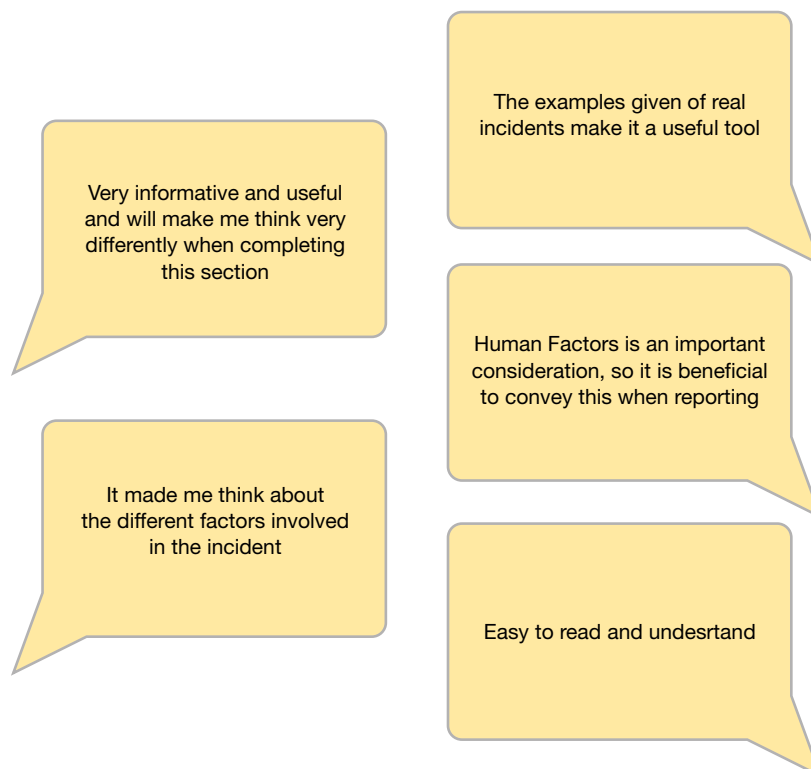 The examples given of real
incidents make it a useful tool
Very informative and useful
and will make me think very
differently when completing
this section
Human Factors is an important
consideration, so it is beneficial
to convey this when reporting
It made me think about
the different factors involved
in the incident
Easy to read and undesrtand